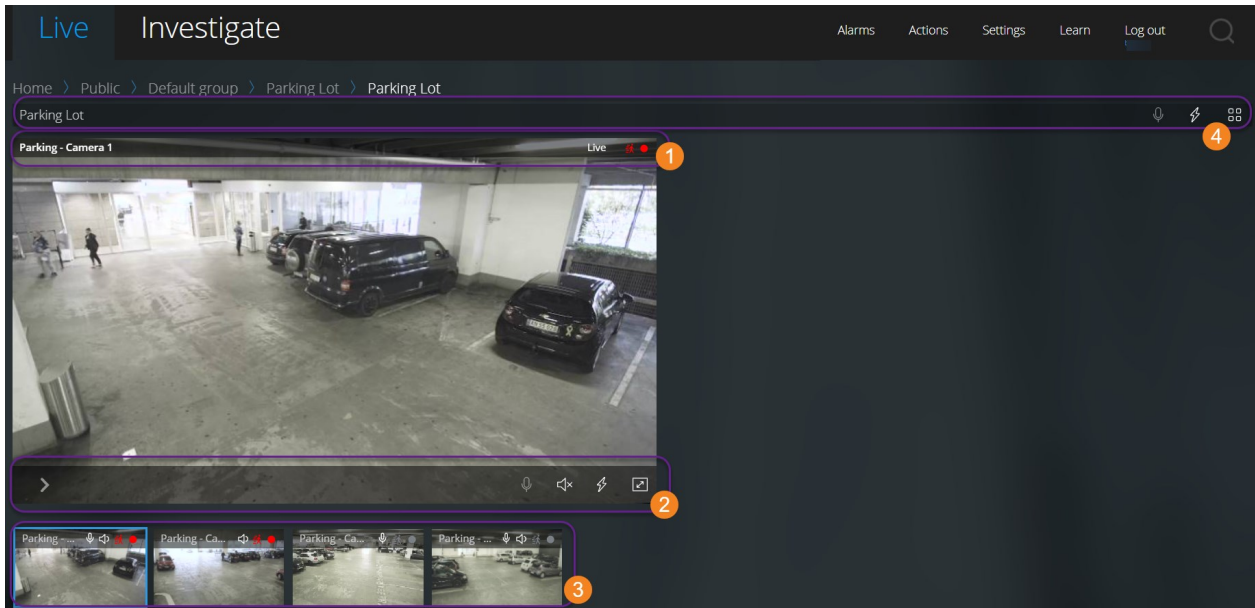 Live Investigate Alarms Actions Settings Learn Log out
Home 〉 Public 〉 Default group 〉 Parking Lot 〉 Parking Lot
Parking Lot
4
Parking - Camera 1 Live
1
2
Parking - ... Parking - Ca... Parking - Ca... Parking - ...
3